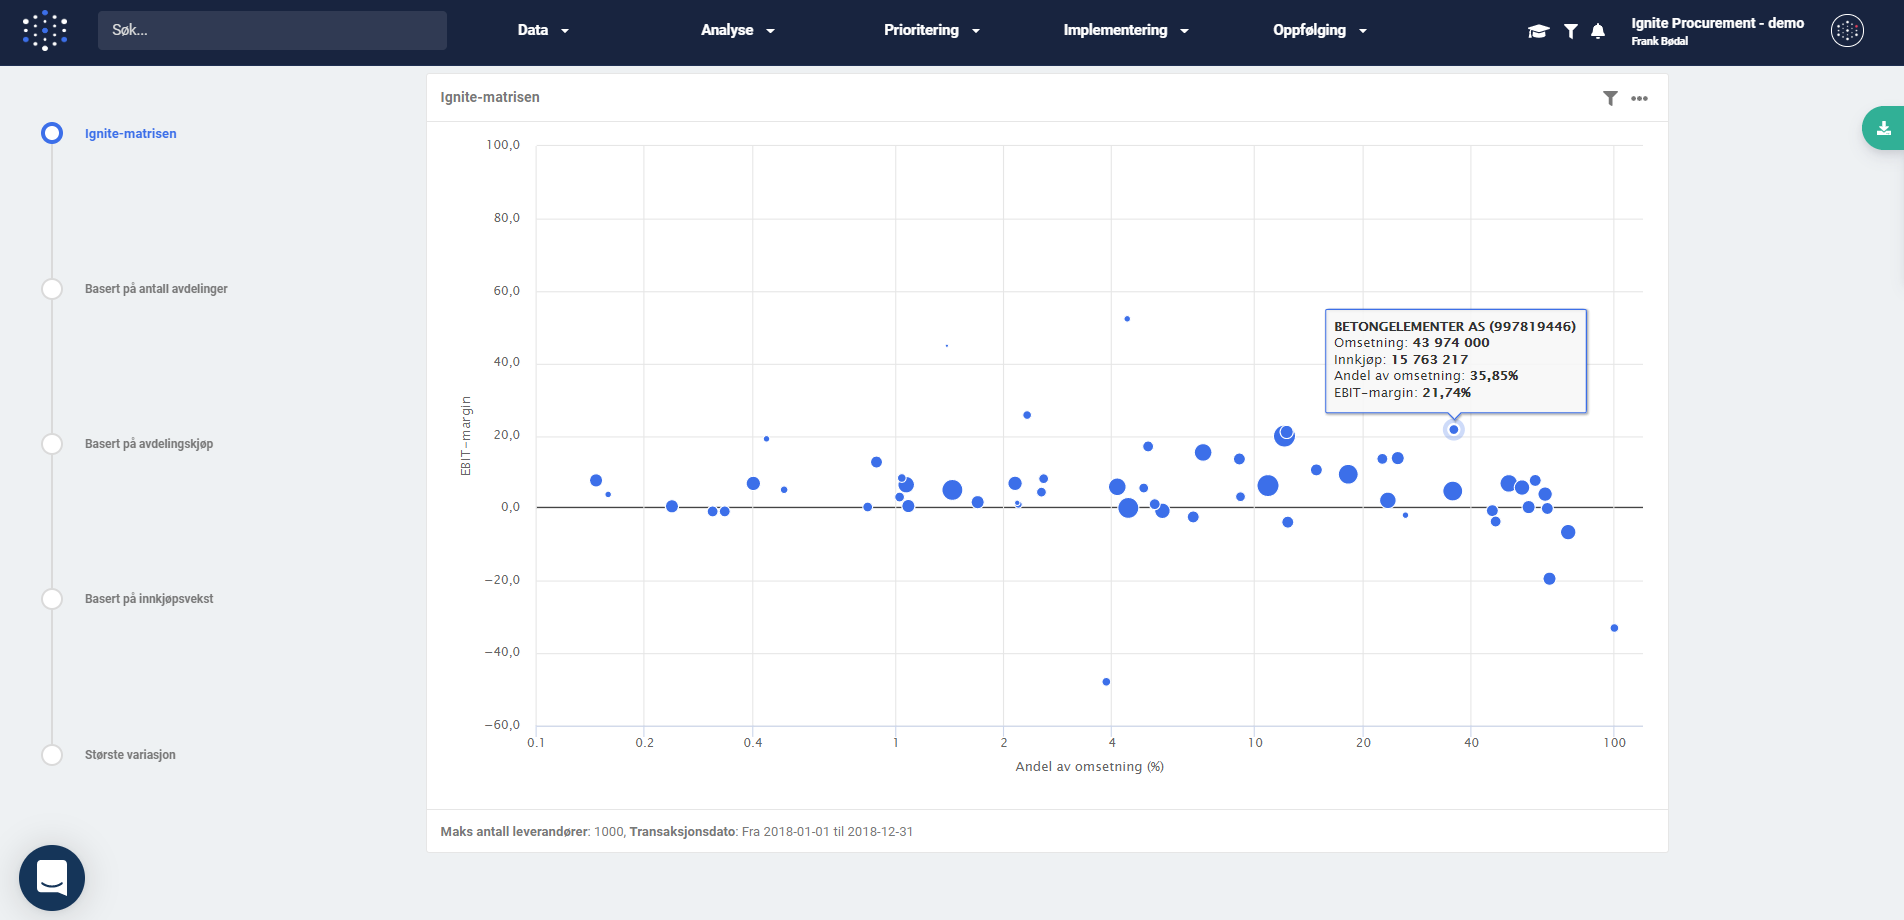 Søk...
Data
Analyse
Prioritering
Implementering
Oppfølging
Ignite Procurement - demo
Frank Bødal
Ignite-matrisen
Basert på antall avdelinger
Basert på avdelingskjøp
Basert på innkjøpsvekst
Største variasjon
Ignite-matrisen
100,0
80,0
60,0
40,0
20,0
0,0
−20,0
−40,0
−60,0
EBIT-margin
BETONGELEMENTER AS (997819446)
Omsetning: 43 974 000
Innkjøp: 15 763 217
Andel av omsetning: 35,85%
EBIT-margin: 21,74%
0.1 0.2 0.4 1 2 4 10 20 40 100
Andel av omsetning (%)
Maks antall leverandører: 1000, Transaksjonsdato: Fra 2018-01-01 til 2018-12-31